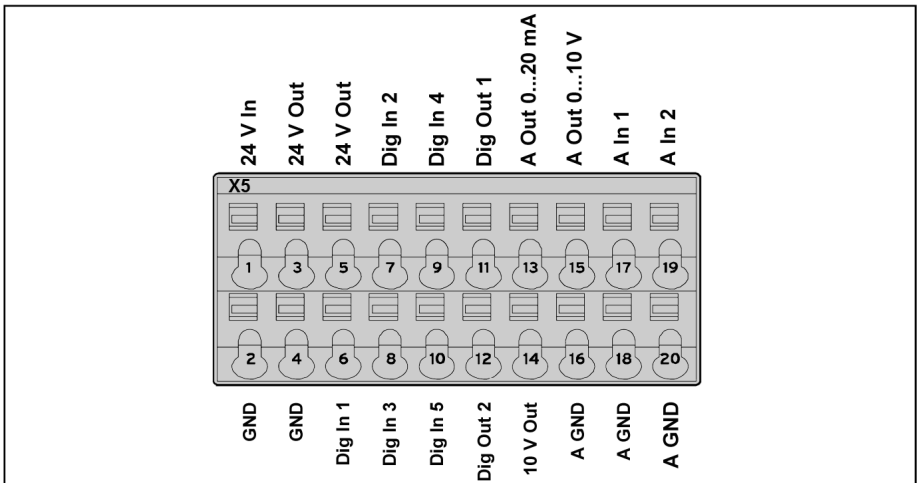 24 V In
24 V Out
24 V Out
Dig In 2
Dig In 4
Dig Out 1
A Out 0...20 mA
A Out 0...10 V
A In 1
A In 2
X5
1 3 5 7 9 11 13 15 17 19
2 4 6 8 10 12 14 16 18 20
GND
GND
Dig In 1
Dig In 3
Dig In 5
Dig Out 2
10 V Out
A GND
A GND
A GND